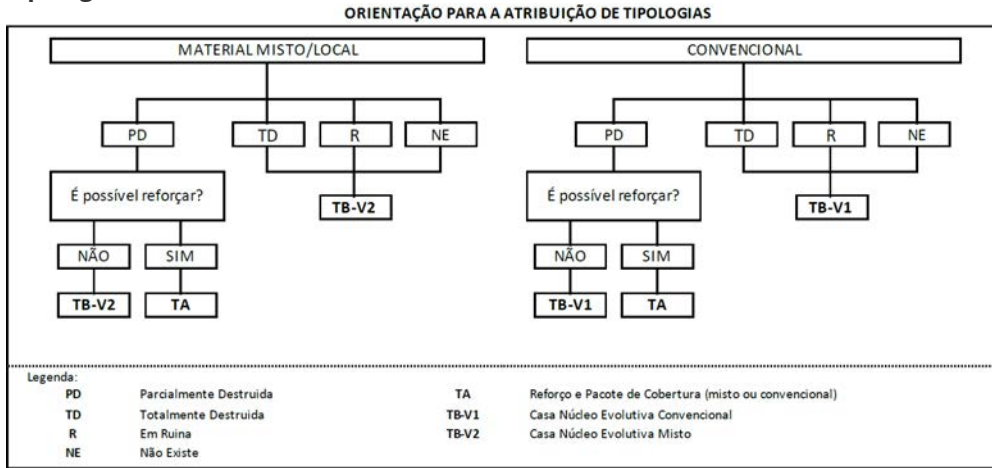 ORIENTAÇÃO PARA A ATRIBUIÇÃO DE TIPOLOGIAS
MATERIAL MISTO/LOCAL
PD TD R NE
É possível reforçar?
TB-V2
NÃO SIM
TB-V2 TA
CONVENCIONAL
PD TD R NE
É possível reforçar?
TB-V1
NÃO SIM
TB-V1 TA
Legenda:
PD Parcialmente Destruida
TD Totalmente Destruida
R Em Ruina
NE Não Existe
TA Reforço e Pacote de Cobertura (misto ou convencional)
TB-V1 Casa Núcleo Evolutiva Convencional
TB-V2 Casa Núcleo Evolutiva Misto